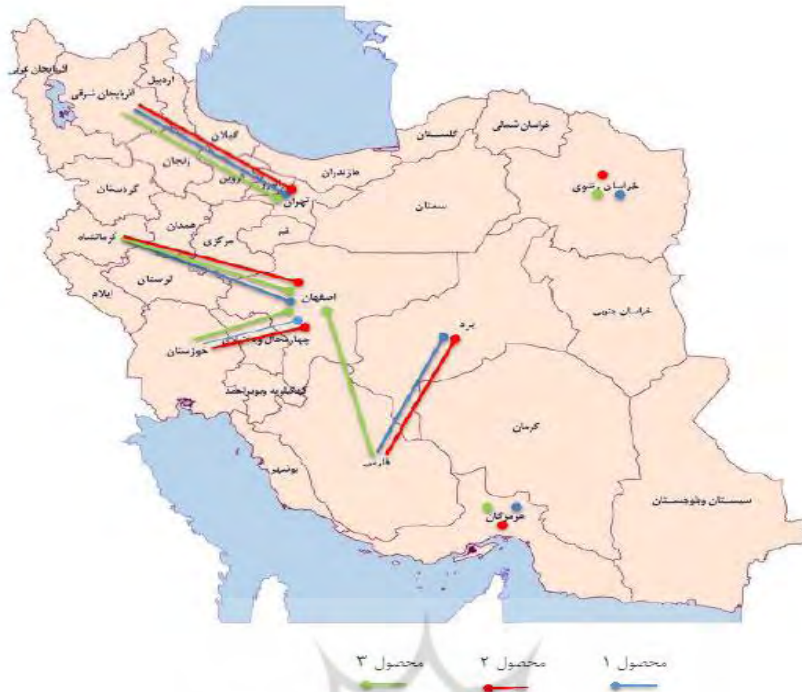 آذربایجان غربی
آذربایجان شرقی
اردبیل
گیلان
زنجان
قزوین
تهران
مازندران
گلستان
خراسان شمالی
خراسان رضوی
سمنان
کردستان
همدان
مرکزی
قم
کرمانشاه
ایلام
لرستان
اصفهان
یزد
خراسان جنوبی
خوزستان
چهارمحال وبختیاری
کهگیلویه وبویراحمد
فارس
بوشهر
کرمان
هرمزگان
سیستان وبلوچستان
محصول ۳ محصول ۲ محصول ۱